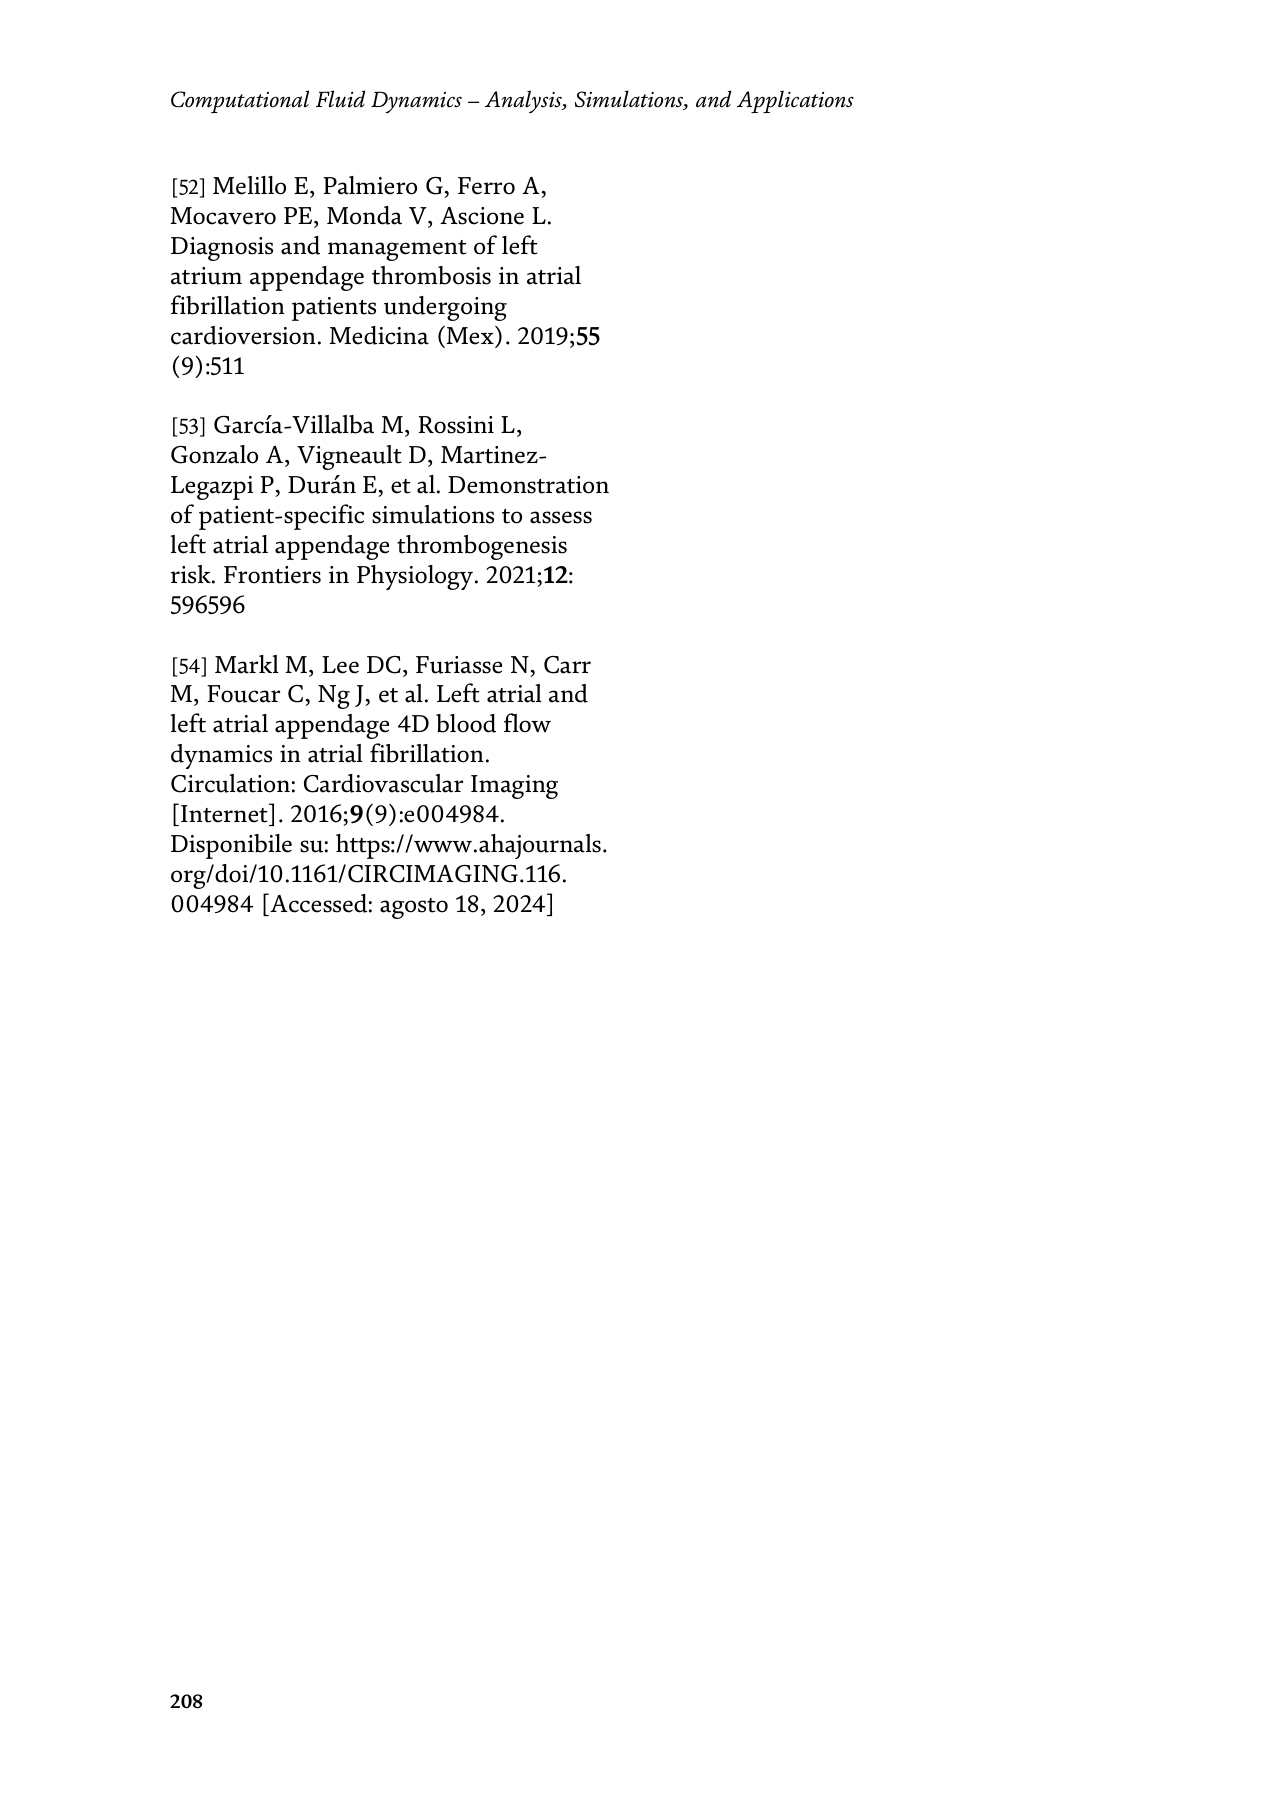 Computational Fluid Dynamics – Analysis, Simulations, and Applications
[52] Melillo E, Palmiero G, Ferro A,
Mocavero PE, Monda V, Ascione L.
Diagnosis and management of left
atrium appendage thrombosis in atrial
fibrillation patients undergoing
cardioversion. Medicina (Mex). 2019;55
(9):511
[53] García-Villalba M, Rossini L,
Gonzalo A, Vigneault D, Martinez-
Legazpi P, Durán E, et al. Demonstration
of patient-specific simulations to assess
left atrial appendage thrombogenesis
risk. Frontiers in Physiology. 2021;12:
596596
[54] Markl M, Lee DC, Furiasse N, Carr
M, Foucar C, Ng J, et al. Left atrial and
left atrial appendage 4D blood flow
dynamics in atrial fibrillation.
Circulation: Cardiovascular Imaging
[Internet]. 2016;9(9):e004984.
Disponibile su: https://www.ahajournals.
org/doi/10.1161/CIRCIMAGING.116.
004984 [Accessed: agosto 18, 2024]
208